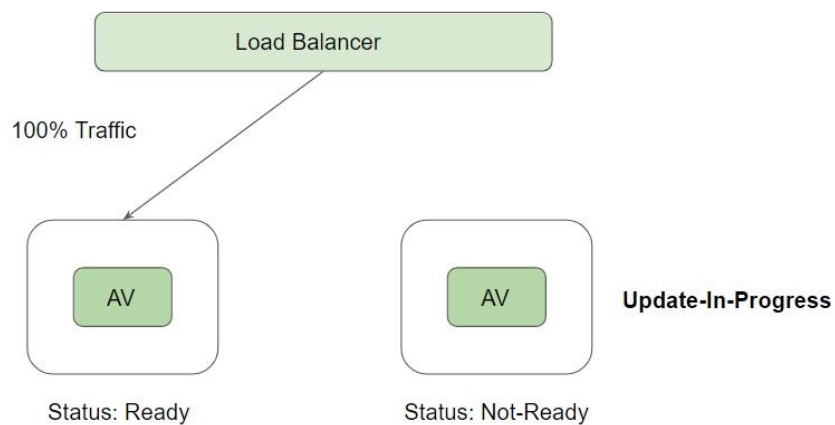 Load Balancer
100% Traffic
AV
AV
Update-In-Progress
Status: Ready
Status: Not-Ready